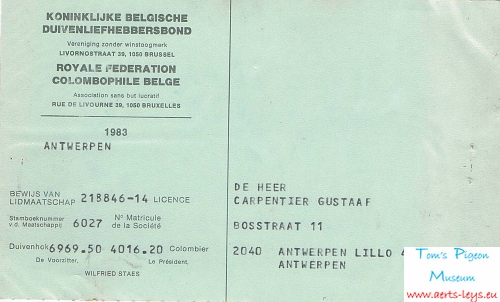 KONINKLIJKE BELGISCHE
DUIVENLIEFHEBBERSBOND
Vereniging zonder winstoogmark
LIVORNOSTRAAT 39, 1050 BRUSSEL
ROYALE FEDERATION
COLOMBOPHILE BELGE
Association sans but lucratif
RUE DE LIVOURNE 39, 1050 BRUXELLES
1983
ANTWERPEN
BEWIJS VAN LIDMAATSCHAP 218846-14 LICENCE
Stamboeknummer v.d. Maatschappij 6027 Nº Matricule de la Société
Duivenhok 6969.50 4016.20 Colombier
De Voorzitter, Le Président,
WILFRIED STAES
DE HEER
CARPENTIER GUSTAAF
BOSSTRAAT 11
2040 ANTWERPEN LILLO
ANTWERPEN
Tom's Pigeon
Museum
www.aerts-leys.eu